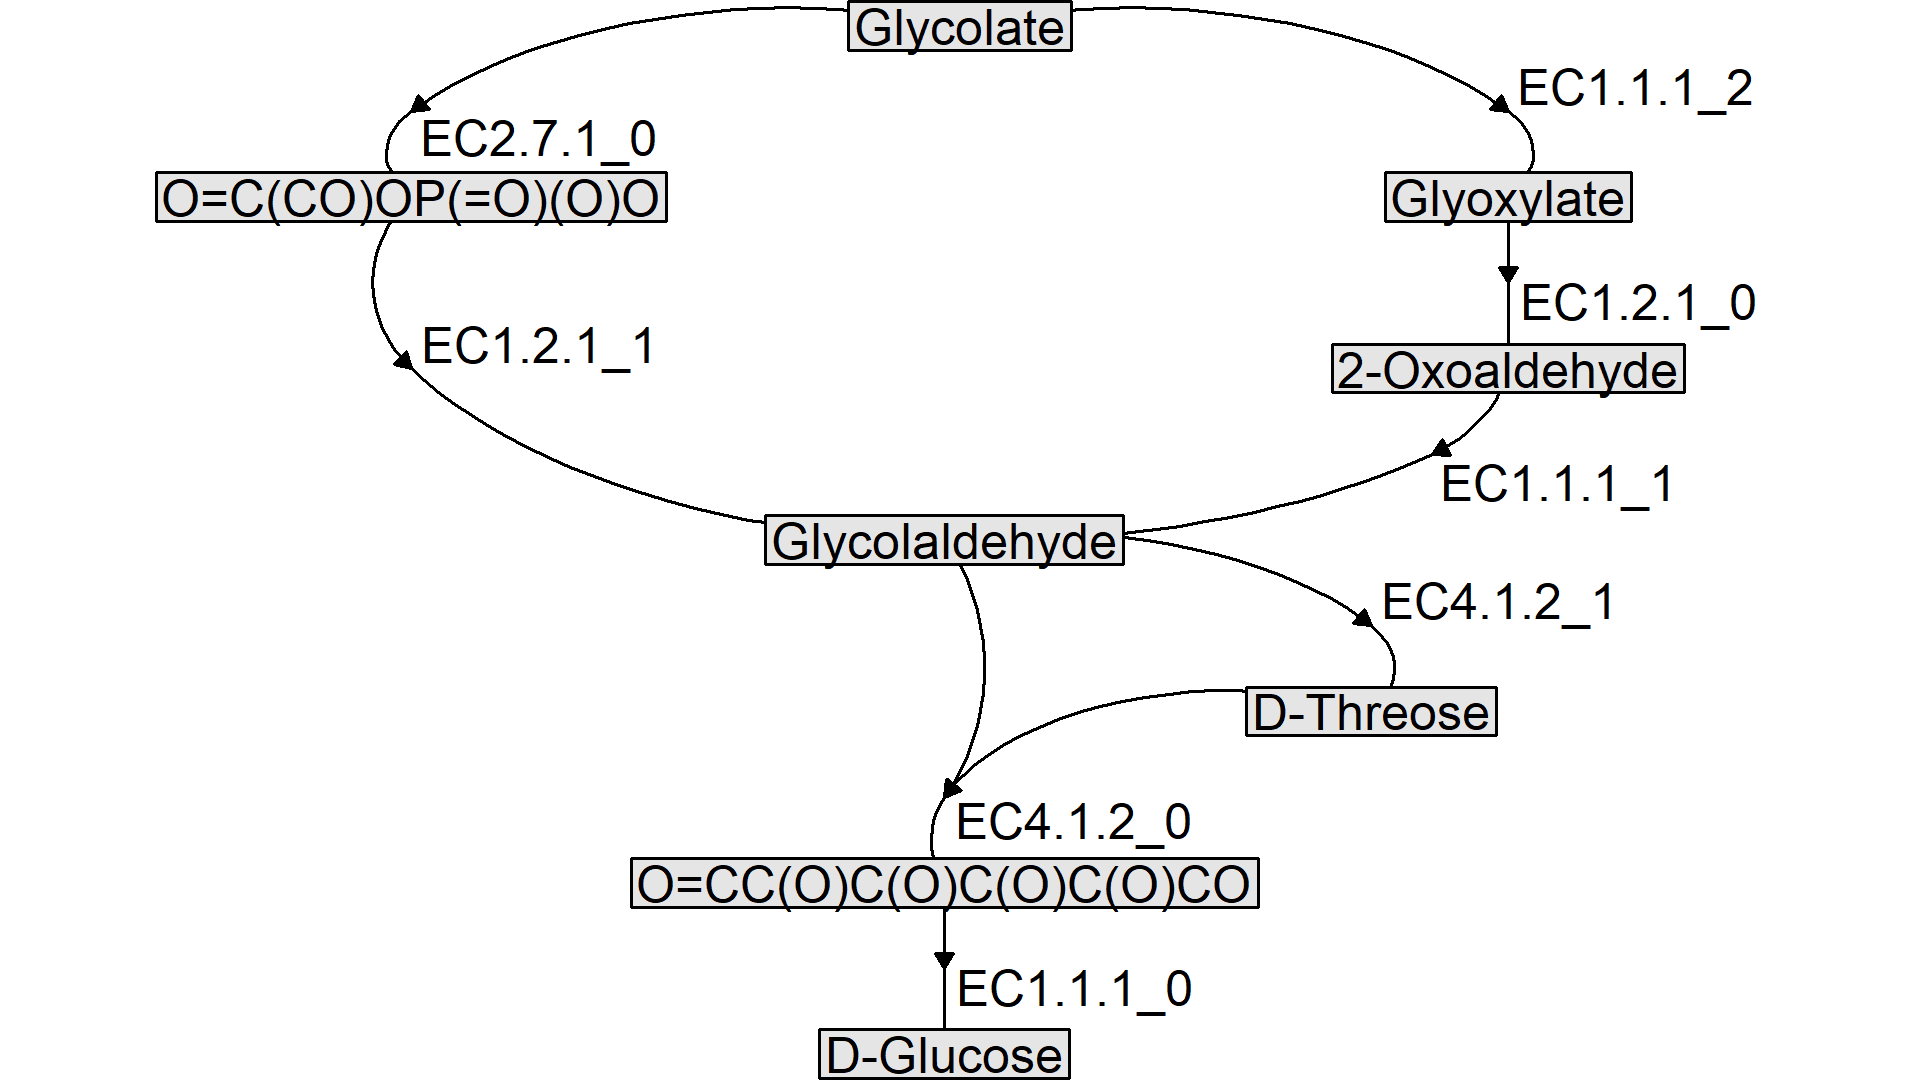 Glycolate
EC1.1.1_2
EC2.7.1_0
O=C(CO)OP(=O)(O)O
Glyoxylate
EC1.2.1_0
EC1.2.1_1
2-Oxoaldehyde
EC1.1.1_1
Glycolaldehyde
EC4.1.2_1
D-Threose
EC4.1.2_0
O=CC(O)C(O)C(O)C(O)CO
EC1.1.1_0
D-Glucose